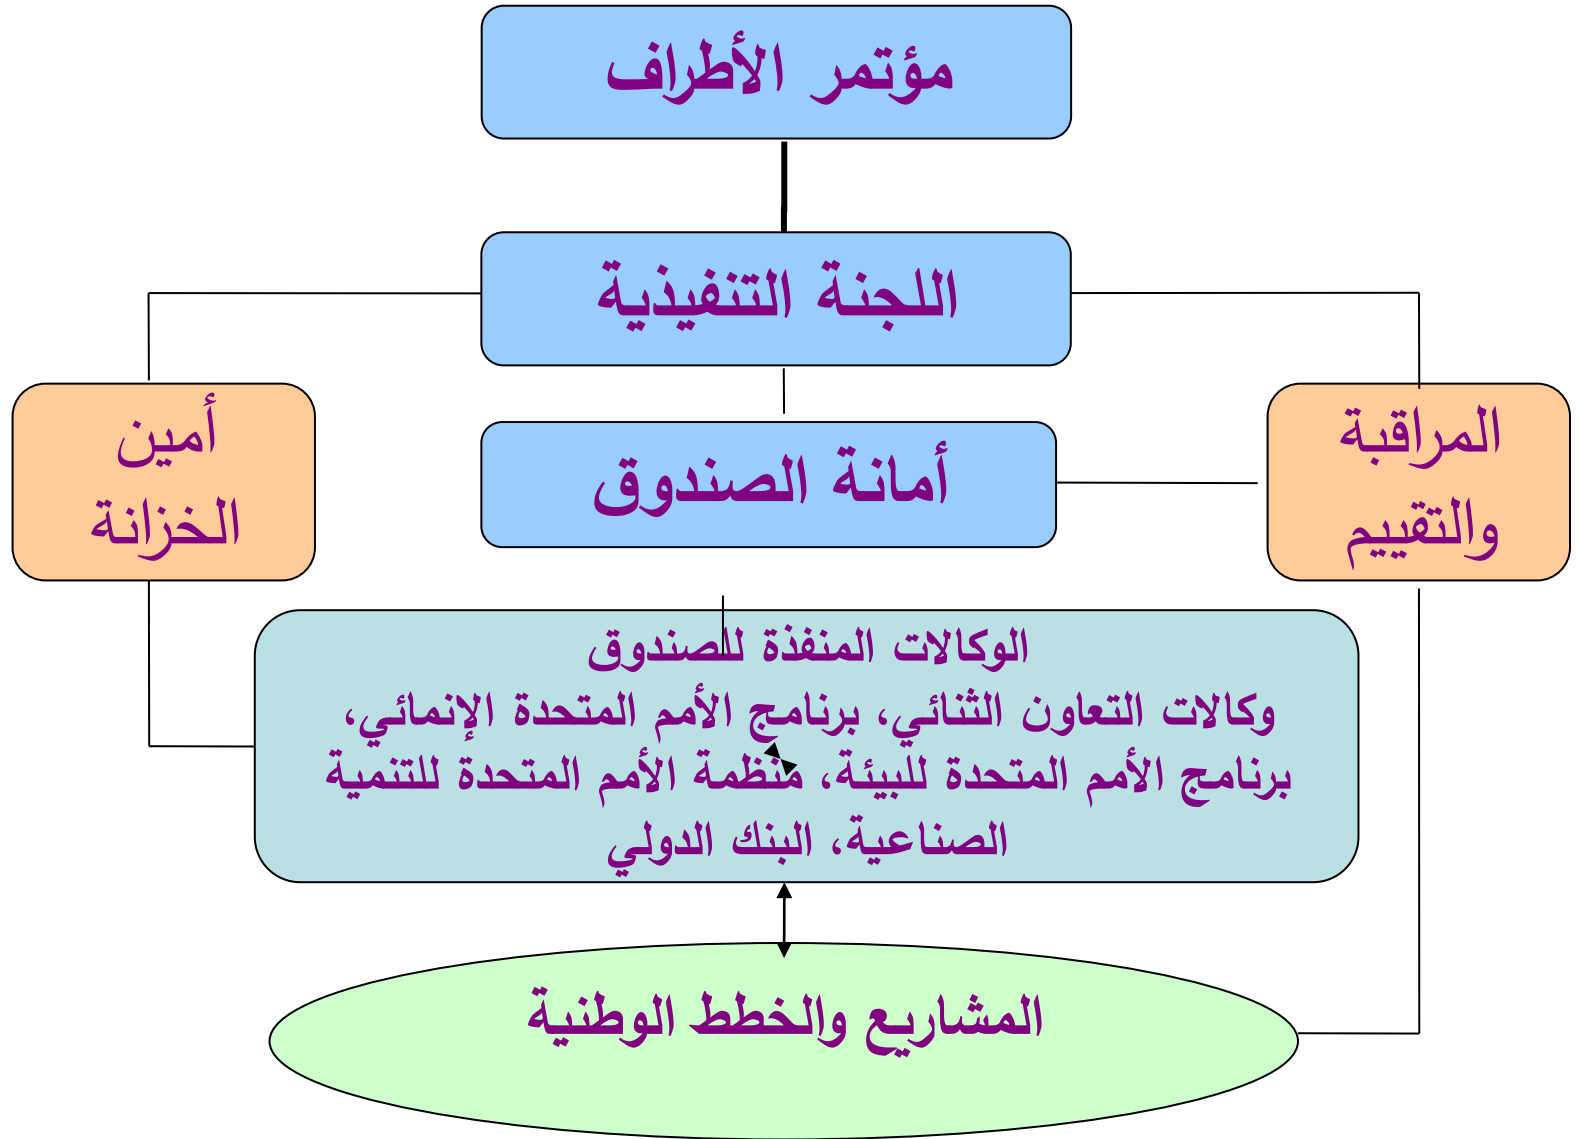 مؤتمر الأطراف
اللجنة التنفيذية
المراقبة
والتقييم
أمانة الصندوق
أمين
الخزانة
الوكالات المنفذة للصندوق
وكالات التعاون الثنائي، برنامج الأمم المتحدة الإنمائي،
برنامج الأمم المتحدة للبيئة، منظمة الأمم المتحدة للتنمية
الصناعية، البنك الدولي
المشاريع والخطط الوطنية